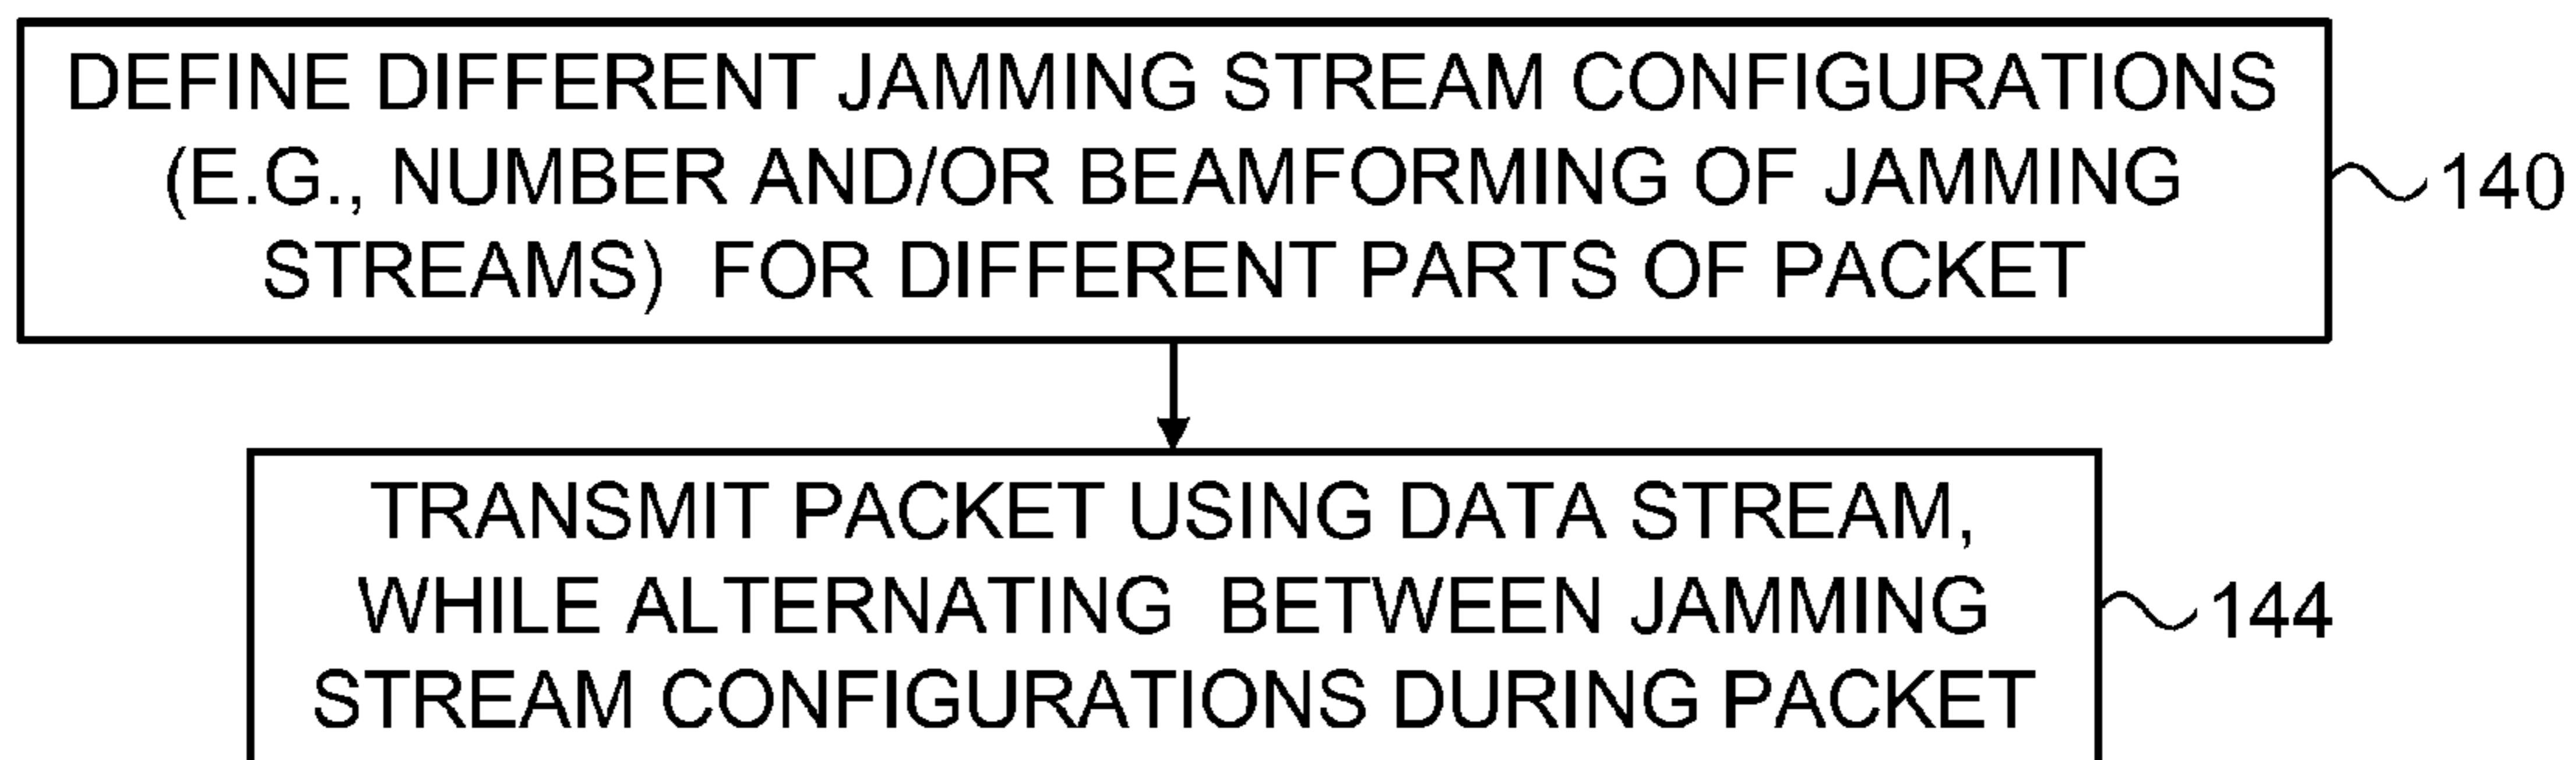 DEFINE DIFFERENT JAMMING STREAM CONFIGURATIONS
(E.G., NUMBER AND/OR BEAMFORMING OF JAMMING
STREAMS) FOR DIFFERENT PARTS OF PACKET
140
TRANSMIT PACKET USING DATA STREAM,
WHILE ALTERNATING BETWEEN JAMMING
STREAM CONFIGURATIONS DURING PACKET
144